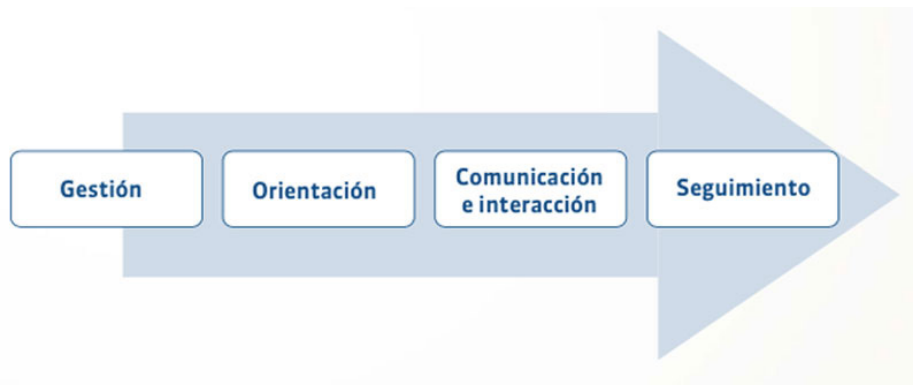 Gestión
Orientación
Comunicación
e interacción
Seguimiento